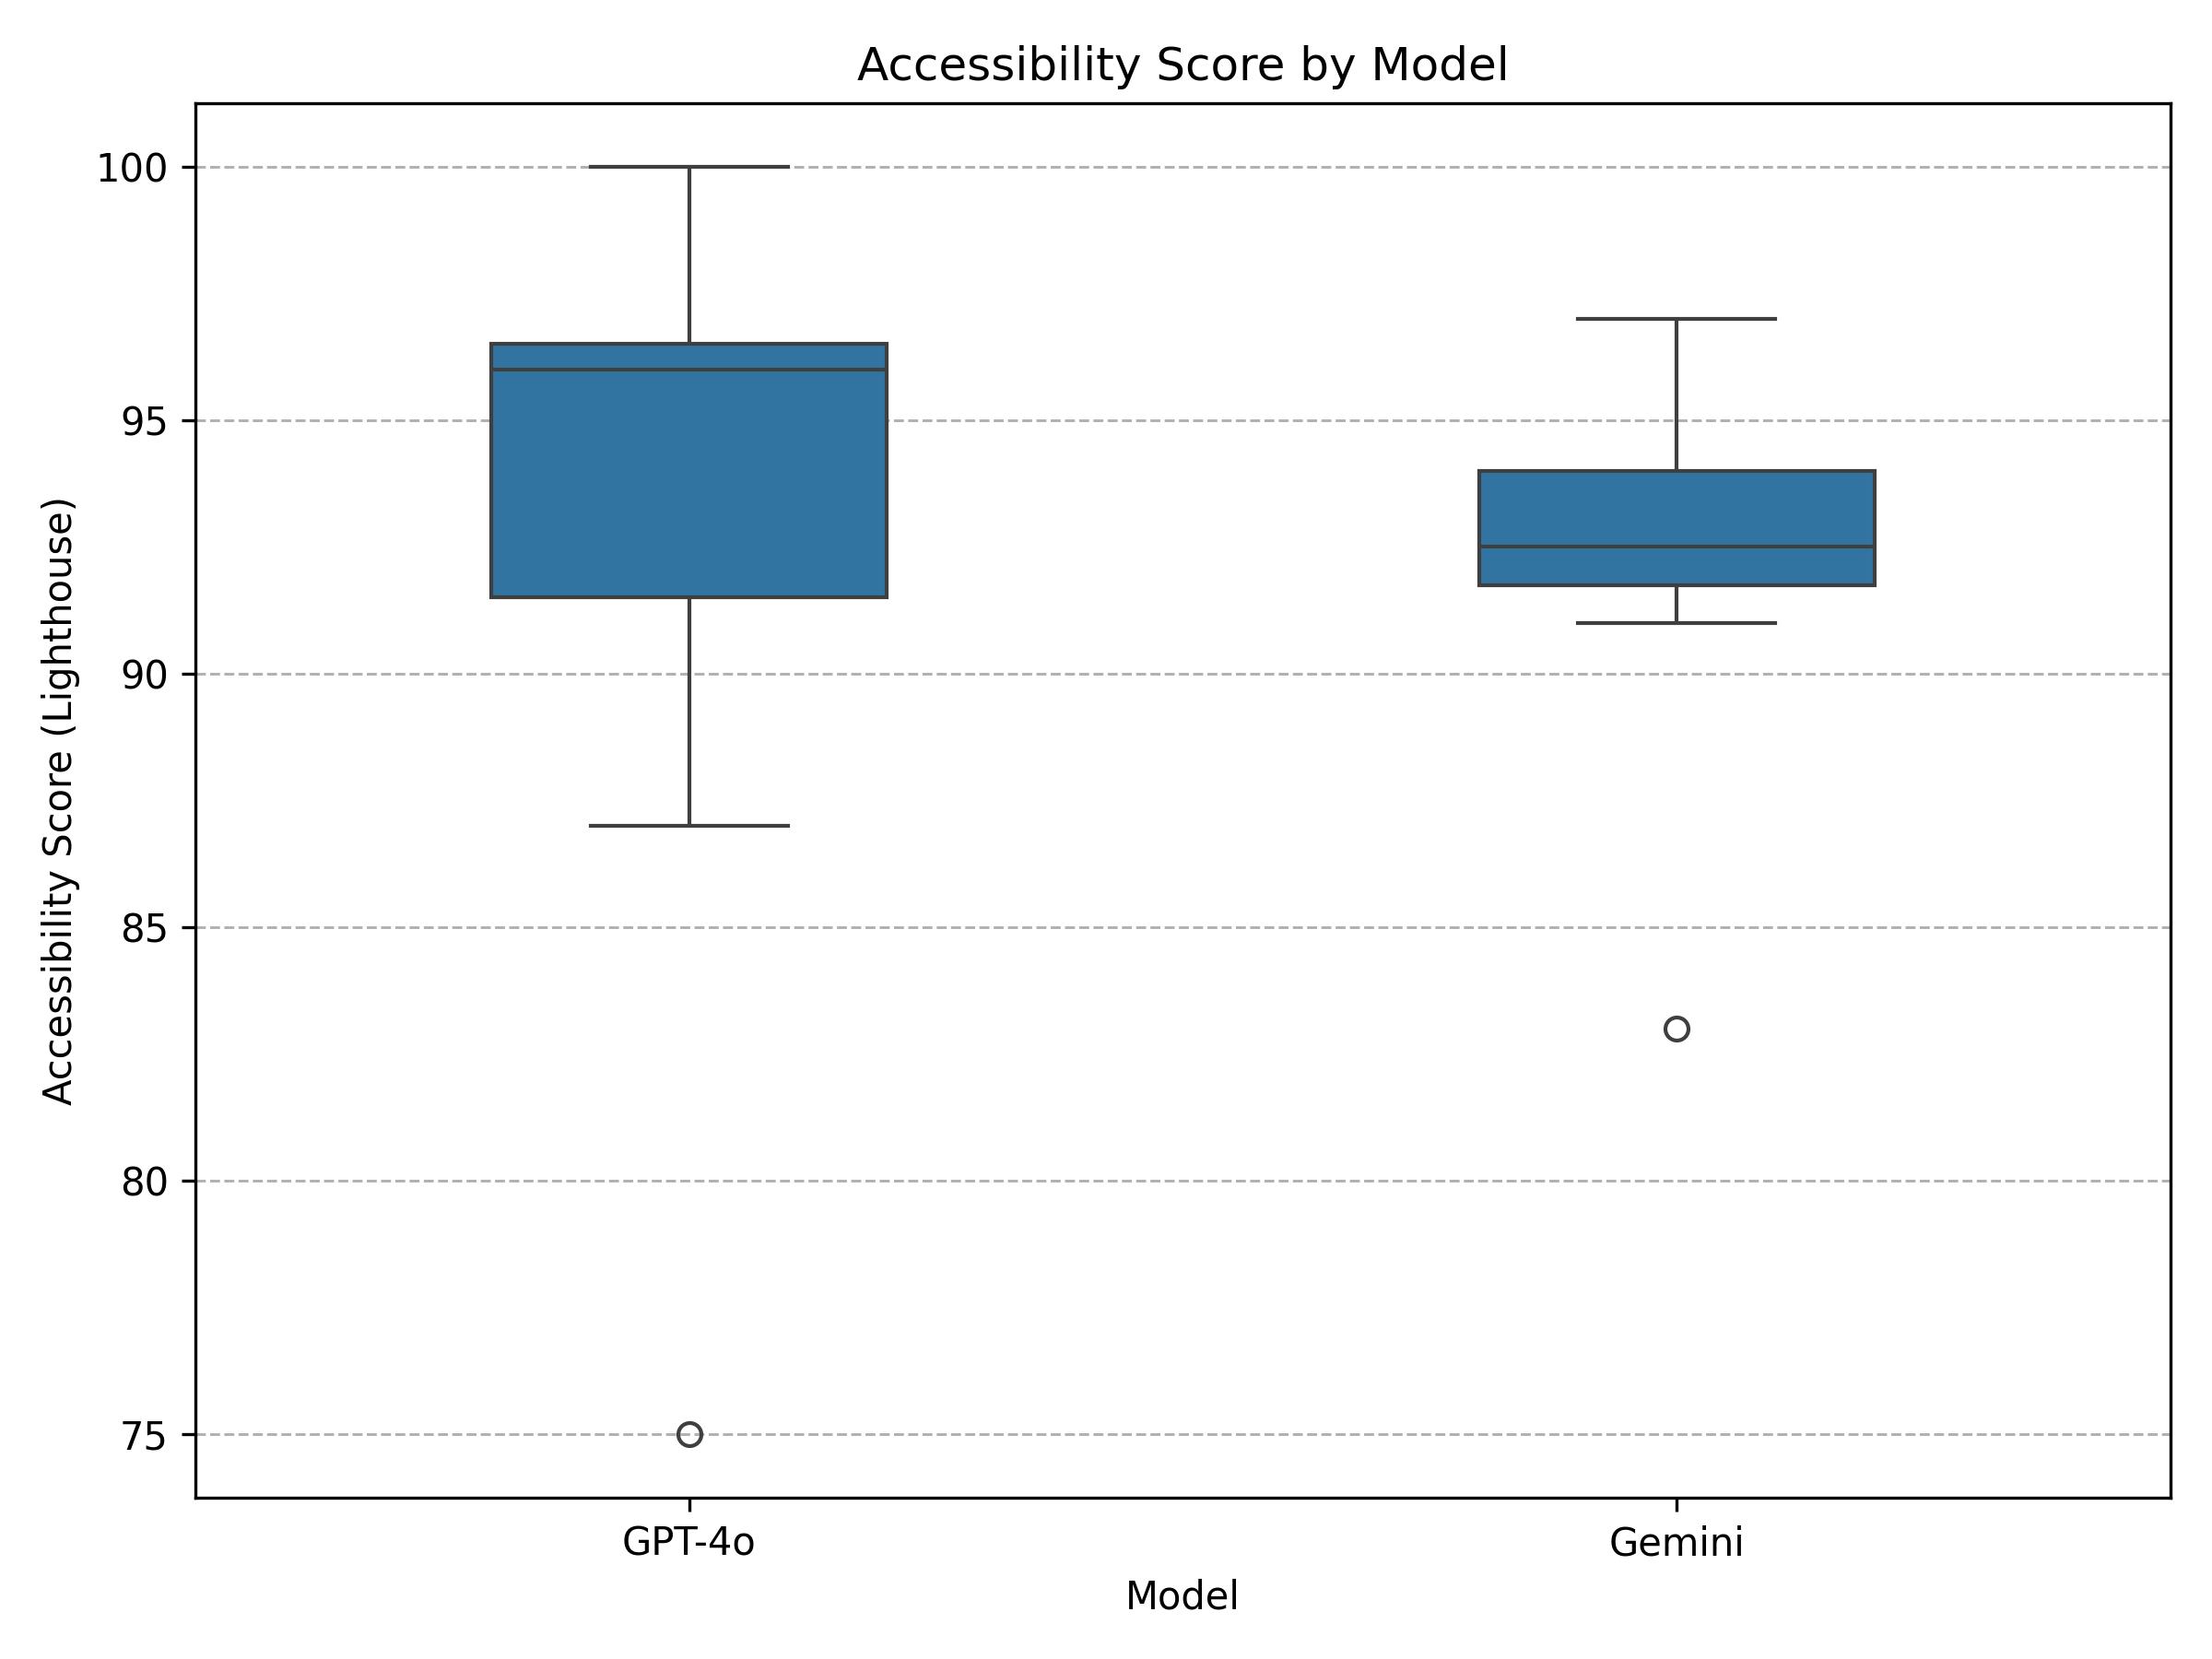 Accessibility Score by Model
Accessibility Score (Lighthouse)
100
95
90
85
80
75
GPT-4o
Gemini
Model